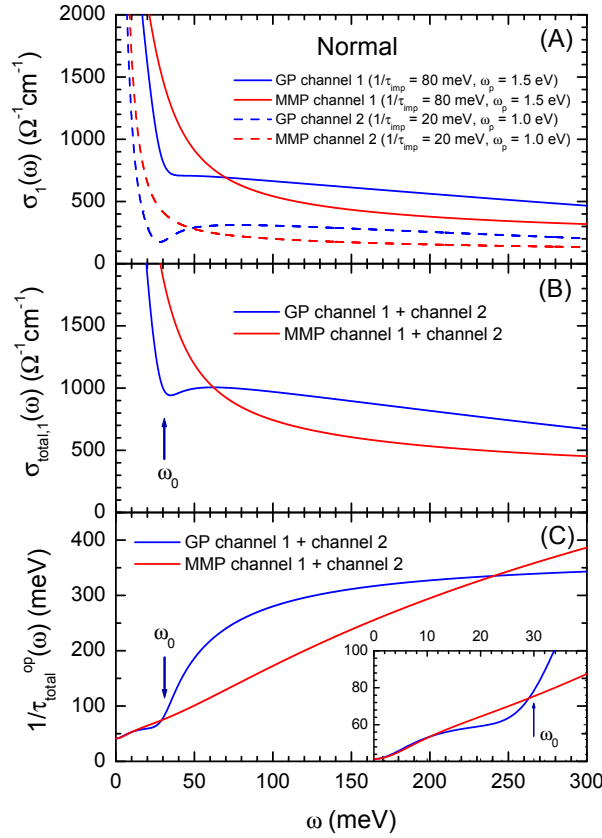 2000
Normal
(A)
GP channel 1 (1/τimp = 80 meV, ωp = 1.5 eV)
MMP channel 1 (1/τimp = 80 meV, ωp = 1.5 eV)
GP channel 2 (1/τimp = 20 meV, ωp = 1.0 eV)
MMP channel 2 (1/τimp = 20 meV, ωp = 1.0 eV)
1500
1000
500
0
σ1(ω) (Ω-1cm-1)
(B)
GP channel 1 + channel 2
MMP channel 1 + channel 2
1500
1000
500
0
ω0
σtotal,1(ω) (Ω-1cm-1)
(C)
GP channel 1 + channel 2
MMP channel 1 + channel 2
400
300
200
100
0
ω0
1/τtotal^op(ω) (meV)
0 10 20 30 40
100
80
60
ω0
0 50 100 150 200 250 300
ω (meV)